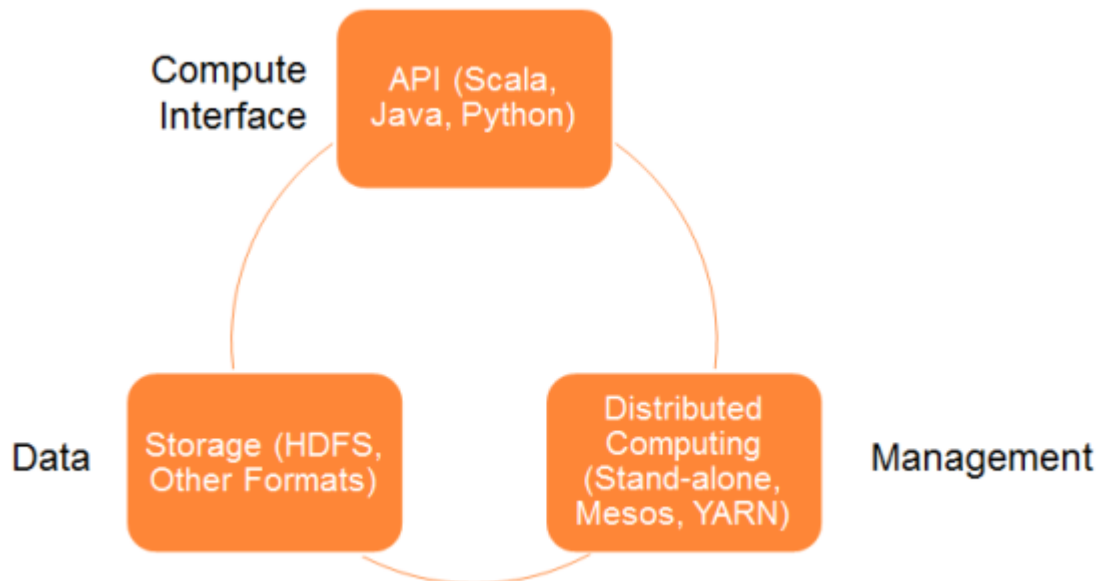 Compute
Interface
API (Scala,
Java, Python)
Data
Storage (HDFS,
Other Formats)
Distributed
Computing
(Stand-alone,
Mesos, YARN)
Management